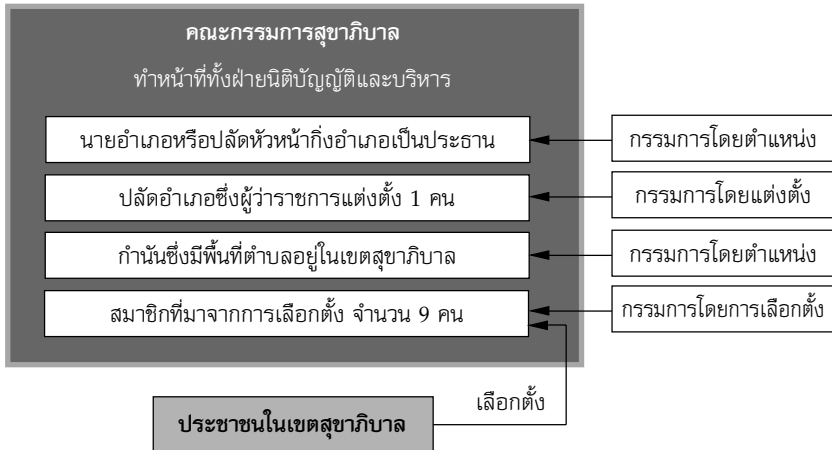 คณะกรรมการสุขาภิบาล
ทำหน้าที่ทั้งฝ่ายนิติบัญญัติและบริหาร
นายอำเภอหรือปลัดหัวหน้ากิ่งอำเภอเป็นประธาน
กรรมการโดยตำแหน่ง
ปลัดอำเภอซึ่งผู้ว่าราชการแต่งตั้ง 1 คน
กรรมการโดยแต่งตั้ง
กำนันซึ่งมีพื้นที่ตำบลอยู่ในเขตสุขาภิบาล
กรรมการโดยตำแหน่ง
สมาชิกที่มาจากการเลือกตั้ง จำนวน 9 คน
กรรมการโดยการเลือกตั้ง
เลือกตั้ง
ประชาชนในเขตสุขาภิบาล